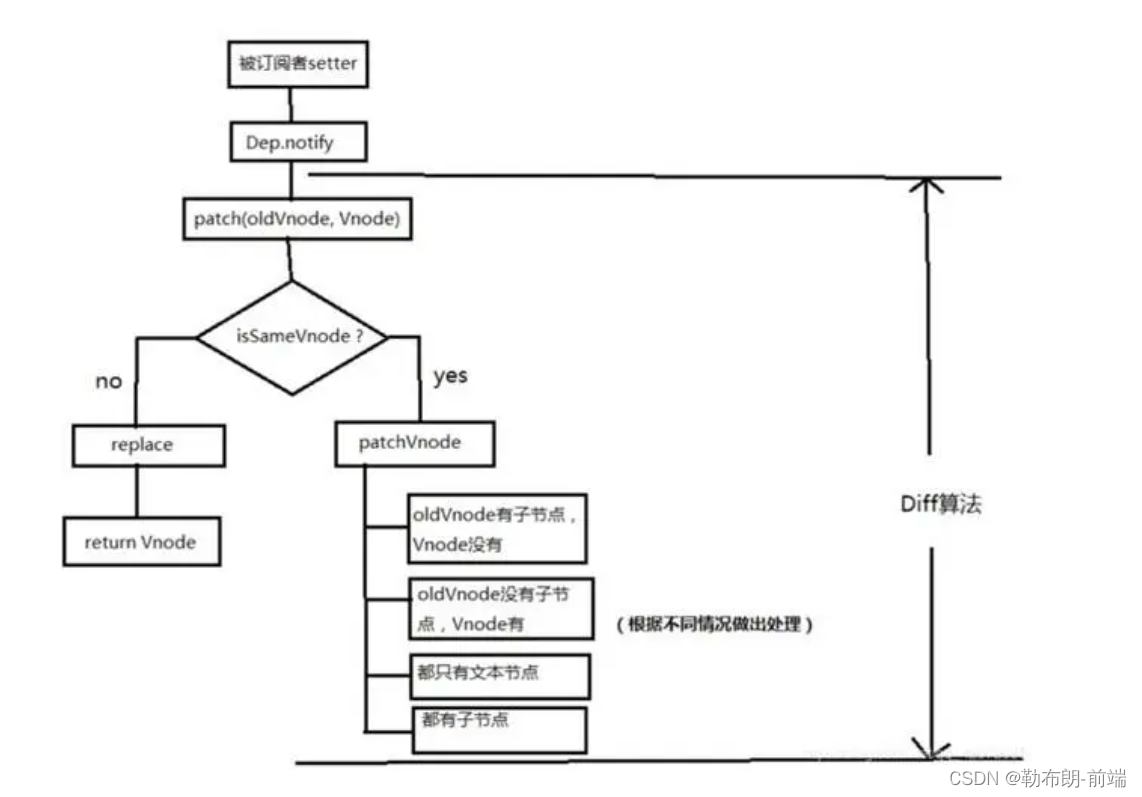 被订阅者setter
Dep.notify
patch(oldVnode, Vnode)
isSameVnode ?
no
yes
replace
patchVnode
return Vnode
oldVnode有子节点，
Vnode没有
oldVnode没有子节
点，Vnode有
（根据不同情况做出处理）
都只有文本节点
都有子节点
Diff算法
CSDN @勒布朗-前端